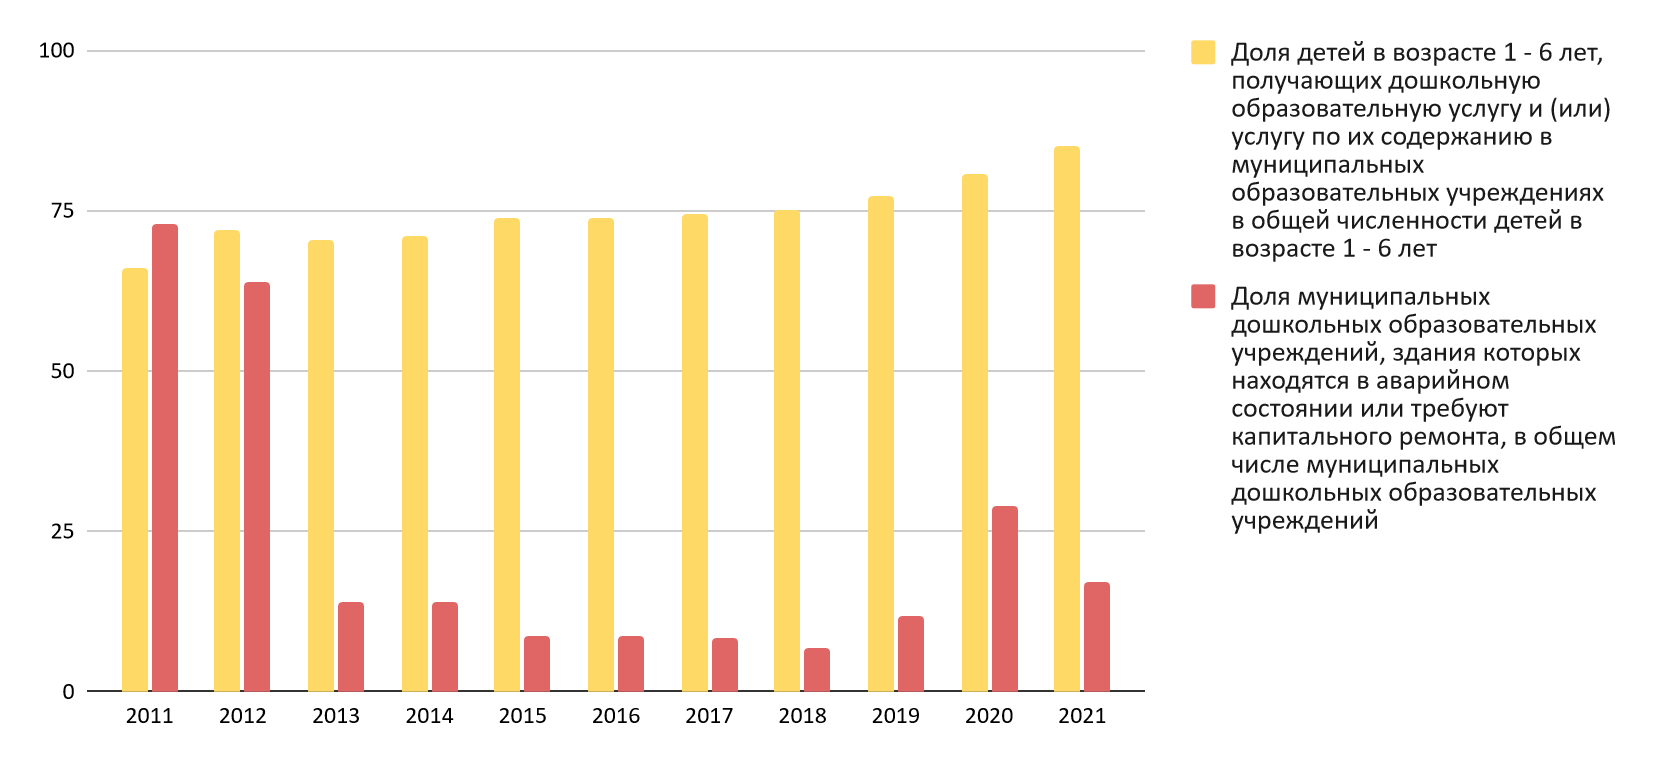 100
75
50
25
0
2011 2012 2013 2014 2015 2016 2017 2018 2019 2020 2021
Доля детей в возрасте 1 - 6 лет,
получающих дошкольную
образовательную услугу и (или)
услугу по их содержанию в
муниципальных
образовательных учреждениях
в общей численности детей в
возрасте 1 - 6 лет
Доля муниципальных
дошкольных образовательных
учреждений, здания которых
находятся в аварийном
состоянии или требуют
капитального ремонта, в общем
числе муниципальных
дошкольных образовательных
учреждений